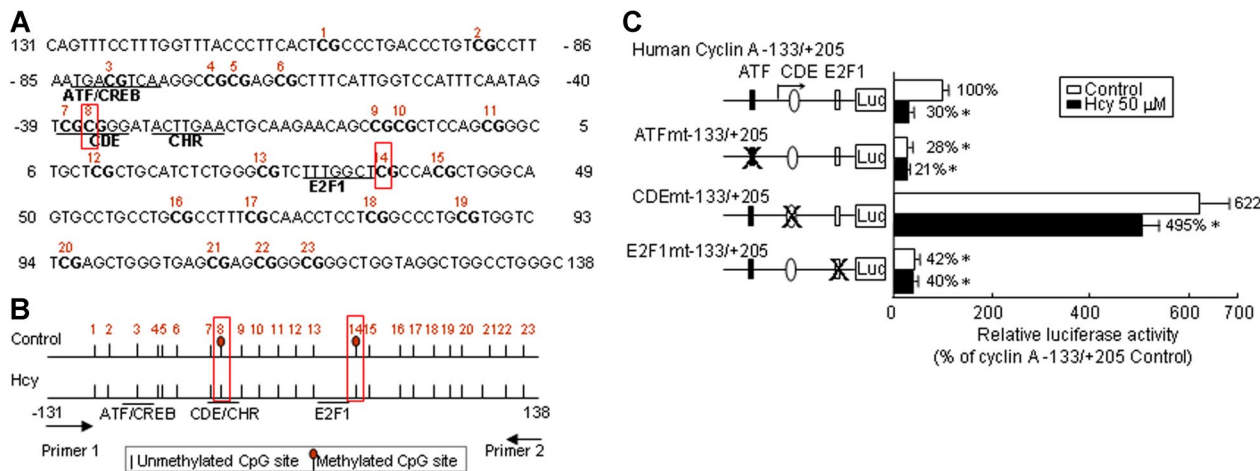 A
1 2
131 CAGTTTCCTTTGGTTTACCCTTCACTCGCCCTGACCCTGTCGCCTT - 86
3 4 5 6
- 85 AATGACGTCAAGGCCGCGAGCGCTTTCATTGGTCCATTTCAATAG -40
ATF/CREB
7 8 9 10 11
-39 TCGCGGGATACTTGAACTGCAAGAACAGCCGCGCTCCAGCGGGC 5
CDE CHR
12 13 14 15
6 TGCTCGCTGCATCTCTGGGCGTCTTTGGCTCGCCACGCTGGGCA 49
E2F1
16 17 18 19
50 GTGCCTGCCTGCGCCTTTCGCAACCTCCTCGGCCCTGCGTGGTC 93
20 21 22 23
94 TCGAGCTGGGTGAGCGAGCGGGCGGGCTGGTAGGCTGGCCTGGGC 138
B
1 2 3 45 6 7 8 9 10 11 12 13 14 15 16 17 18 19 20 21 22 23
Control
Hcy
-131 ATF/CREB CDE/CHR E2F1 138
Primer 1 Primer 2
Unmethylated CpG site Methylated CpG site
C
Human Cyclin A -133/+205
ATF CDE E2F1
Luc
100%
30% *
Control
Hcy 50 μM
ATFmt-133/+205
Luc
28% *
21% *
CDEmt-133/+205
Luc
622
495% *
E2F1mt-133/+205
Luc
42% *
40% *
0 200 400 600 700
Relative luciferase activity
(% of cyclin A -133/+205 Control)